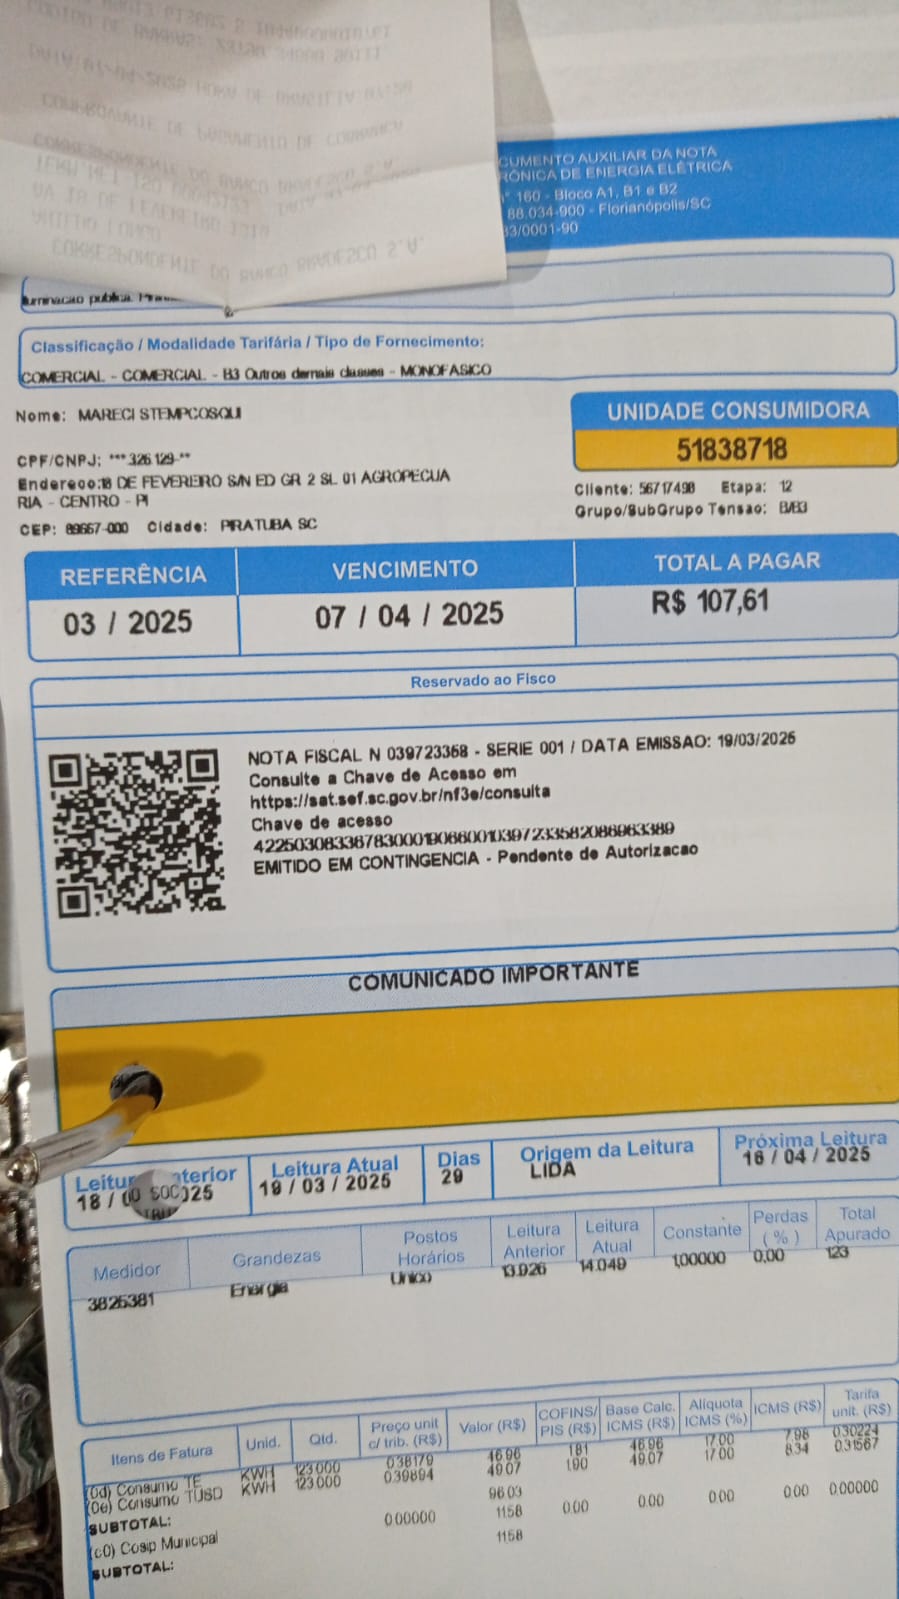 CUMENTO AUXILIAR DA NOTA
RÔNICA DE ENERGIA ELÉTRICA
nº 160 - Bloco A1, B1 e B2
88.034-900 - Florianópolis/SC
83/0001-90
iluminacao publica.
Classificação / Modalidade Tarifária / Tipo de Fornecimento:
COMERCIAL - COMERCIAL - B3 Outros demais classes - MONOFASICO
Nome: MARECI STEMPCOSQUI
UNIDADE CONSUMIDORA
51838718
CPF/CNPJ: ***.326.129-**
Endereco:18 DE FEVEREIRO S/N ED GR 2 SL 01 AGROPECUA
RIA - CENTRO - PI
CEP: 89667-000 Cidade: PIRATUBA SC
Cliente: 56717498 Etapa: 12
Grupo/SubGrupo Tensao: B/B3
REFERÊNCIA VENCIMENTO TOTAL A PAGAR
03 / 2025 07 / 04 / 2025 R$ 107,61
Reservado ao Fisco
NOTA FISCAL N 039723358 - SERIE 001 / DATA EMISSAO: 19/03/2025
Consulte a Chave de Acesso em
https://sat.sef.sc.gov.br/nf3e/consulta
Chave de acesso
EMITIDO EM CONTINGENCIA - Pendente de Autorizacao
COMUNICADO IMPORTANTE
Leitura Anterior Leitura Atual Dias Origem da Leitura Próxima Leitura
18 / 025 19 / 03 / 2025 29 LIDA 16 / 04 / 2025
Medidor Grandezas Postos Horários Leitura Anterior Leitura Atual Constante Perdas (%) Total Apurado
3825381 Energia Unico 13.926 14.049 1,00000 0,00 123
Itens de Fatura Unid. Qtd. Preço unit c/ trib. (R$) Valor (R$) COFINS/ PIS (R$) Base Calc. ICMS (R$) Alíquota ICMS (%) ICMS (R$) Tarifa unit. (R$)
(0d) Consumo TE KWH 123.000 0.38179 46.96 1.81 46.96 17.00 7.98 0.30224
(0e) Consumo TUSD KWH 123.000 0.39894 49.07 1.90 49.07 17.00 8.34 0.31567
SUBTOTAL: 96.03
(c0) Cosip Municipal 0.00000 11.58 0.00 0.00 0.00 0.00 0.00000
SUBTOTAL: 11.58